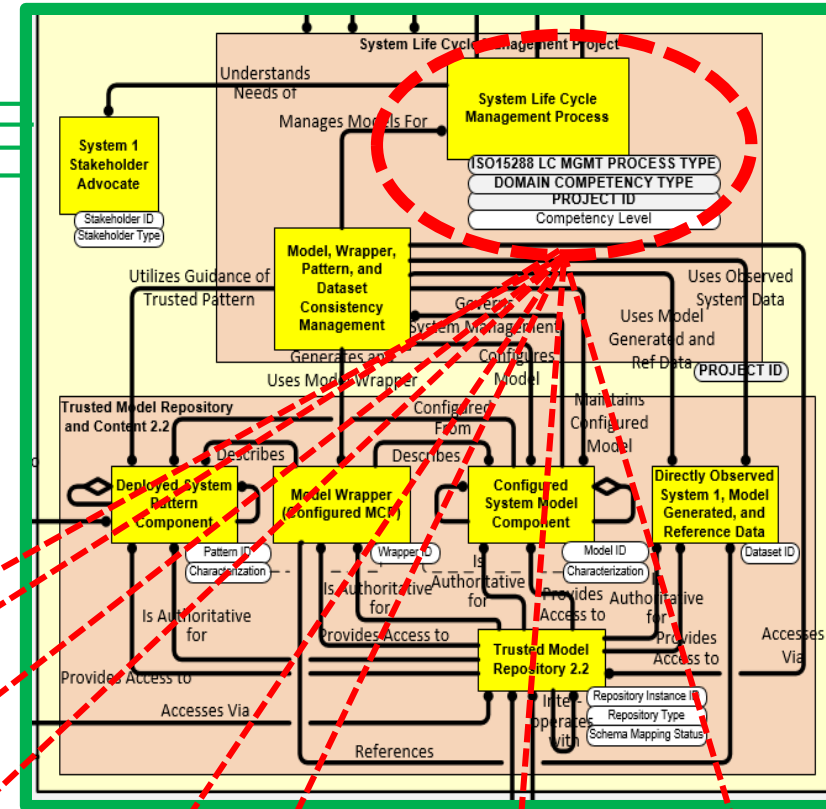 System Life Cycle Management Project
Understands
Needs of
System Life Cycle
Management Process
Manages Models For
System 1
Stakeholder
Advocate
ISO15288 LC MGMT PROCESS TYPE
DOMAIN COMPETENCY TYPE
PROJECT ID
Competency Level
Stakeholder ID
Stakeholder Type
Model, Wrapper,
Pattern, and
Dataset
Consistency
Management
Utilizes Guidance of
Trusted Pattern
Uses Observed
System Data
Governs
System Management
Uses Model
Generated and
Ref Data
Generates and
Uses Model Wrapper
Configures
Model
PROJECT ID
Trusted Model Repository
and Content 2.2
Configured
From
Maintains
Configured
Model
Describes
Describes
Deployed System
Pattern
Component
Model Wrapper
(Configured MCP)
Configured
System Model
Component
Directly Observed
System 1, Model
Generated, and
Reference Data
Pattern ID
Characterization
Wrapper ID
Model ID
Characterization
Dataset ID
Is Authoritative
for
Is Authoritative
for
Is
Authoritative
for
Provides
Access to
Authoritative
for
Provides Access to
Provides
Access to
Accesses
Via
Provides Access to
Trusted Model
Repository 2.2
Repository Instance ID
Repository Type
Schema Mapping Status
Accesses Via
Inter-
operates
with
References